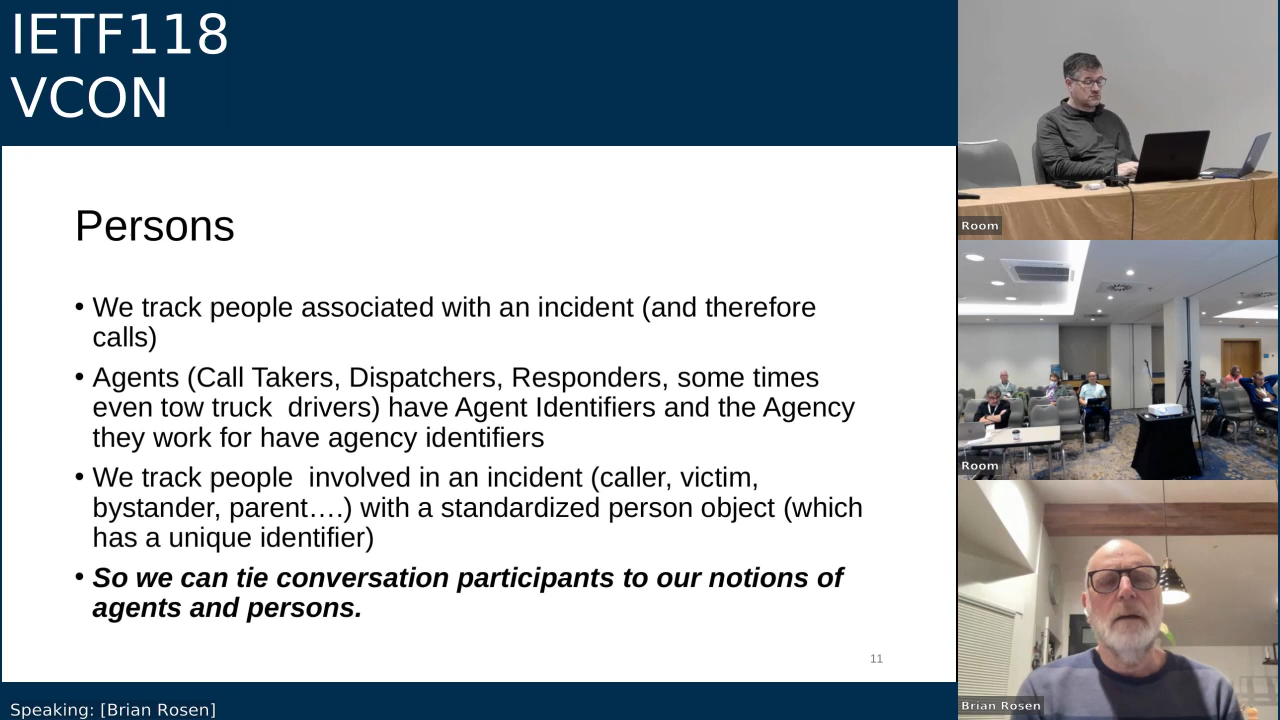 IETF118
VCON
Persons
• We track people associated with an incident (and therefore
calls)
• Agents (Call Takers, Dispatchers, Responders, some times
even tow truck  drivers) have Agent Identifiers and the Agency
they work for have agency identifiers
• We track people  involved in an incident (caller, victim,
bystander, parent….) with a standardized person object (which
has a unique identifier)
• So we can tie conversation participants to our notions of
agents and persons.
11
Speaking: [Brian Rosen]
Room
Room
Brian Rosen